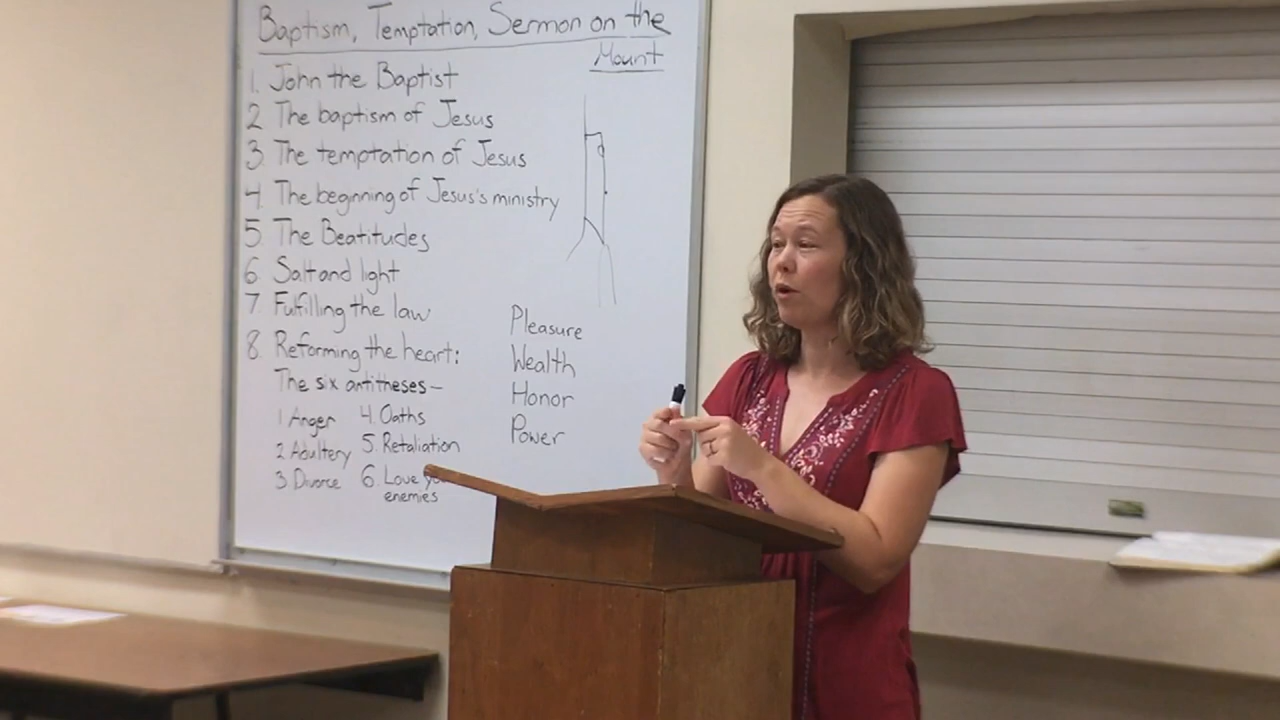 Baptism, Temptation, Sermon on the
Mount
1. John the Baptist
2 The baptism of Jesus
3. The temptation of Jesus
4. The beginning of Jesus's ministry
5. The Beatitudes
6. Salt and light
7. Fulfilling the law
8. Reforming the heart:
The six antitheses—
1 Anger 4. Oaths
2 Adultery 5. Retaliation
3. Divorce 6. Love
enemies
Pleasure
Wealth
Honor
Power